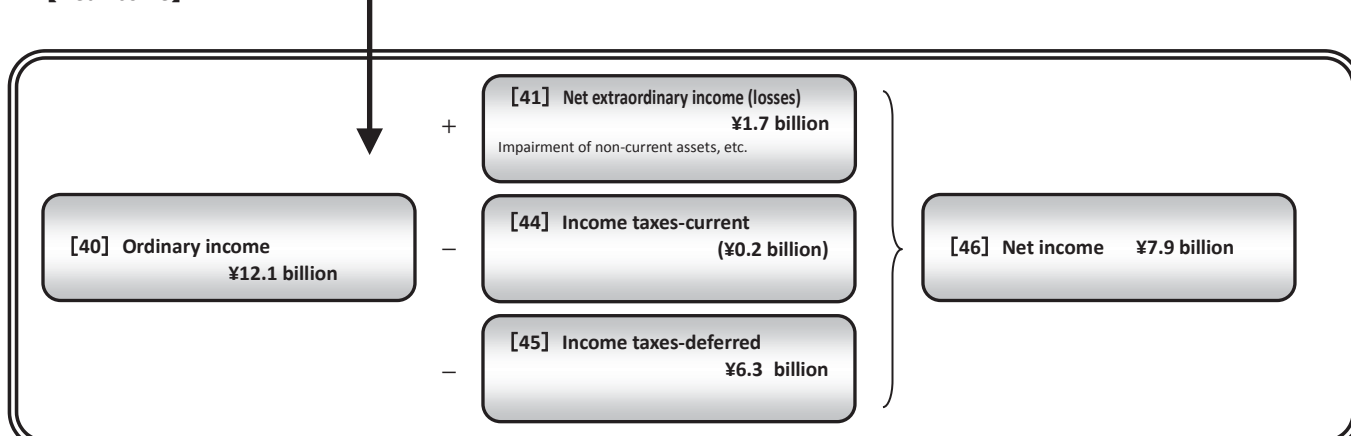 +
[41] Net extraordinary income (losses)
¥1.7 billion
Impairment of non-current assets, etc.
[40] Ordinary income
¥12.1 billion
−
[44] Income taxes-current
(¥0.2 billion)
−
[45] Income taxes-deferred
¥6.3 billion
[46] Net income ¥7.9 billion